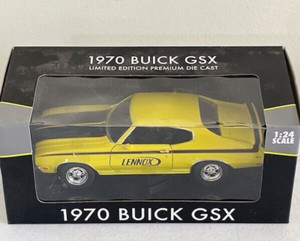 1970 BUICK GSX
LIMITED EDITION PREMIUM DIE CAST
1:24
SCALE
LENNOX
1970 BUICK GSX